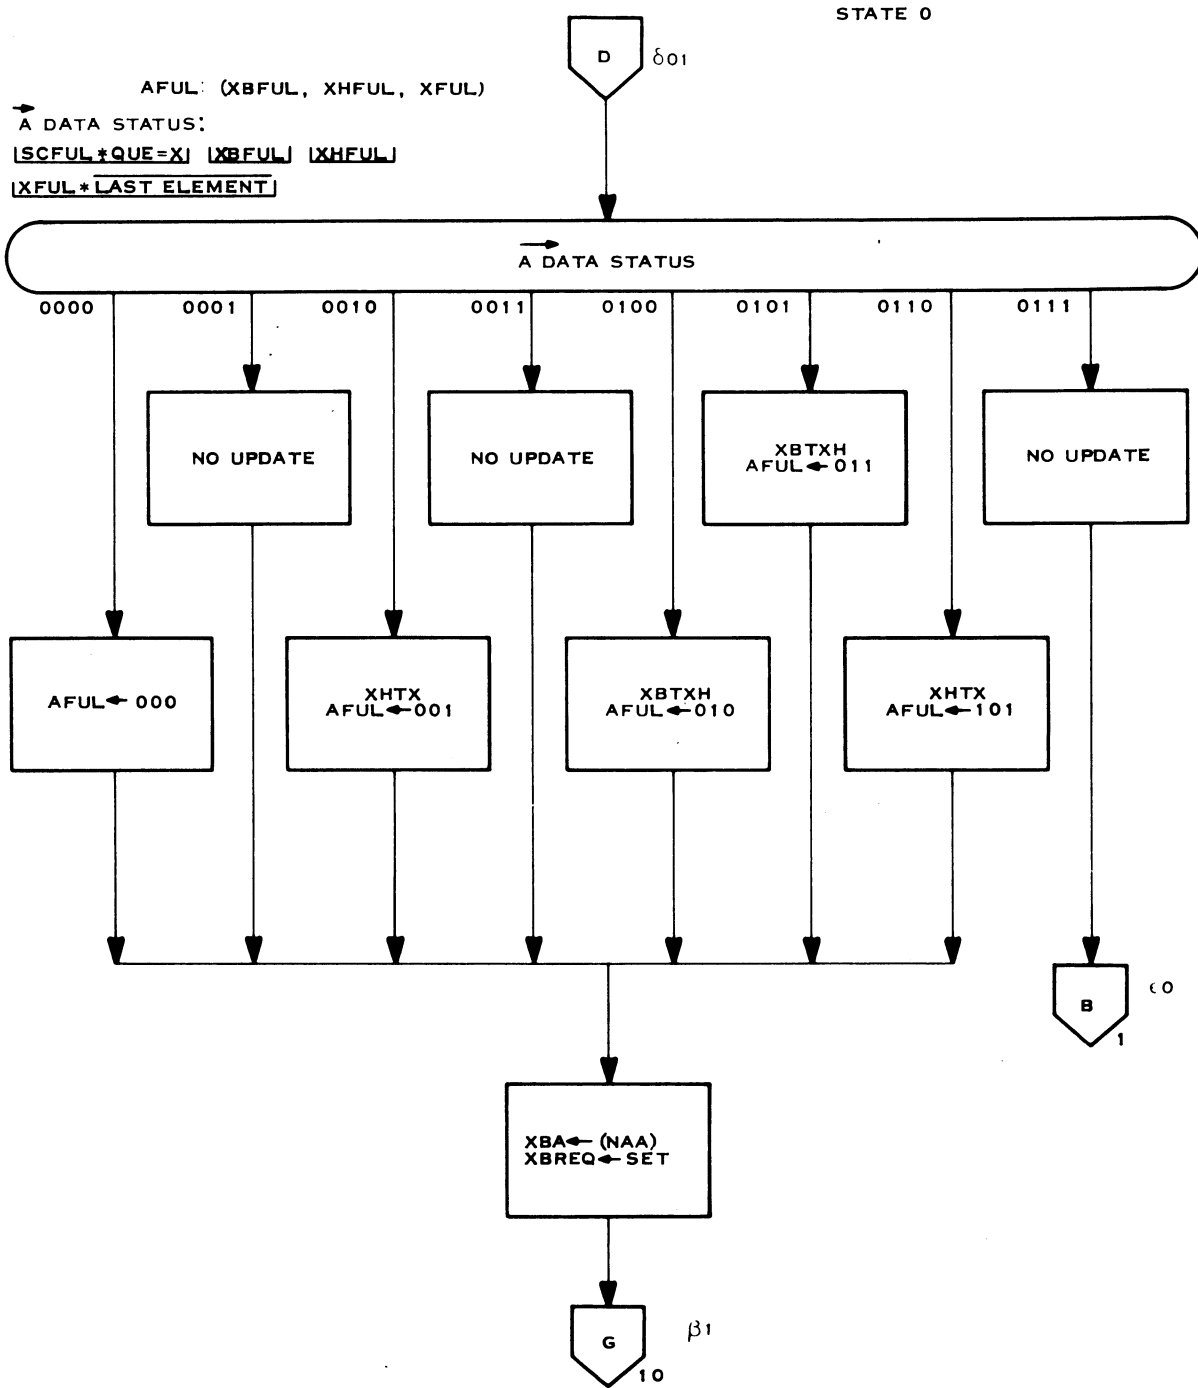 STATE 0
D δ01
AFUL: (XBFUL, XHFUL, XFUL)
A DATA STATUS:
SCFUL*QUE=X XBFUL XHFUL
XFUL*LAST ELEMENT
A DATA STATUS
0000 0001 0010 0011 0100 0101 0110 0111
NO UPDATE
NO UPDATE
XBTXH
AFUL←011
NO UPDATE
AFUL←000
XHTX
AFUL←001
XBTXH
AFUL←010
XHTX
AFUL←101
B ϵ0
1
XBA←(NAA)
XBREQ←SET
G β1
10